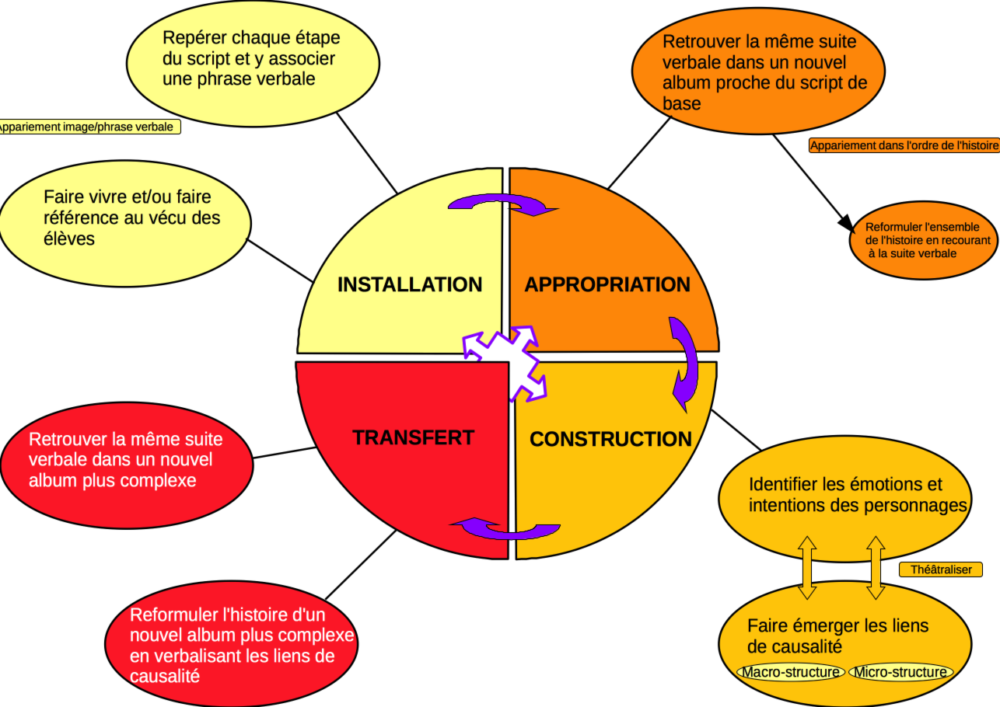 Repérer chaque étape
du script et y associer
une phrase verbale
Appariement image/phrase verbale
Faire vivre et/ou faire
référence au vécu des
élèves
Retrouver la même suite
verbale dans un nouvel
album proche du script de
base
Appariement dans l'ordre de l'histoire
Reformuler l'ensemble
de l'histoire en recourant
à la suite verbale
INSTALLATION
APPROPRIATION
TRANSFERT
CONSTRUCTION
Retrouver la même suite
verbale dans un nouvel
album plus complexe
Reformuler l'histoire d'un
nouvel album plus complexe
en verbalisant les liens de
causalité
Identifier les émotions et
intentions des personnages
Théâtraliser
Faire émerger les liens
de causalité
Macro-structure
Micro-structure